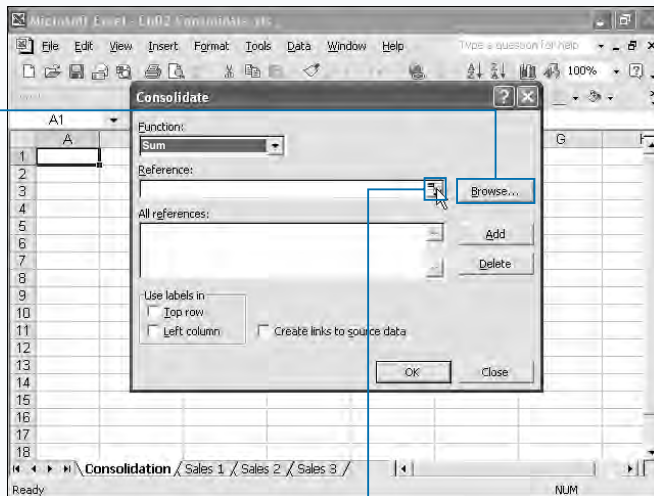 Microsoft Excel - Ch02 Consolidate.xls
File Edit View Insert Format Tools Data Window Help Type a question for help
100%
Consolidate
A1
Function:
Sum
Reference:
Browse...
All references:
Add
Delete
Use labels in
Top row
Left column
Create links to source data
OK
Close
A G H
1
2
3
4
5
6
7
8
9
10
11
12
13
14
15
16
17
18
Consolidation Sales 1 Sales 2 Sales 3
Ready NUM